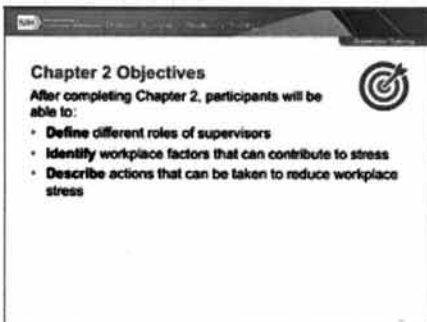 NIH
Chapter 2 Objectives
After completing Chapter 2, participants will be
able to:
• Define different roles of supervisors
• Identify workplace factors that can contribute to stress
• Describe actions that can be taken to reduce workplace
stress